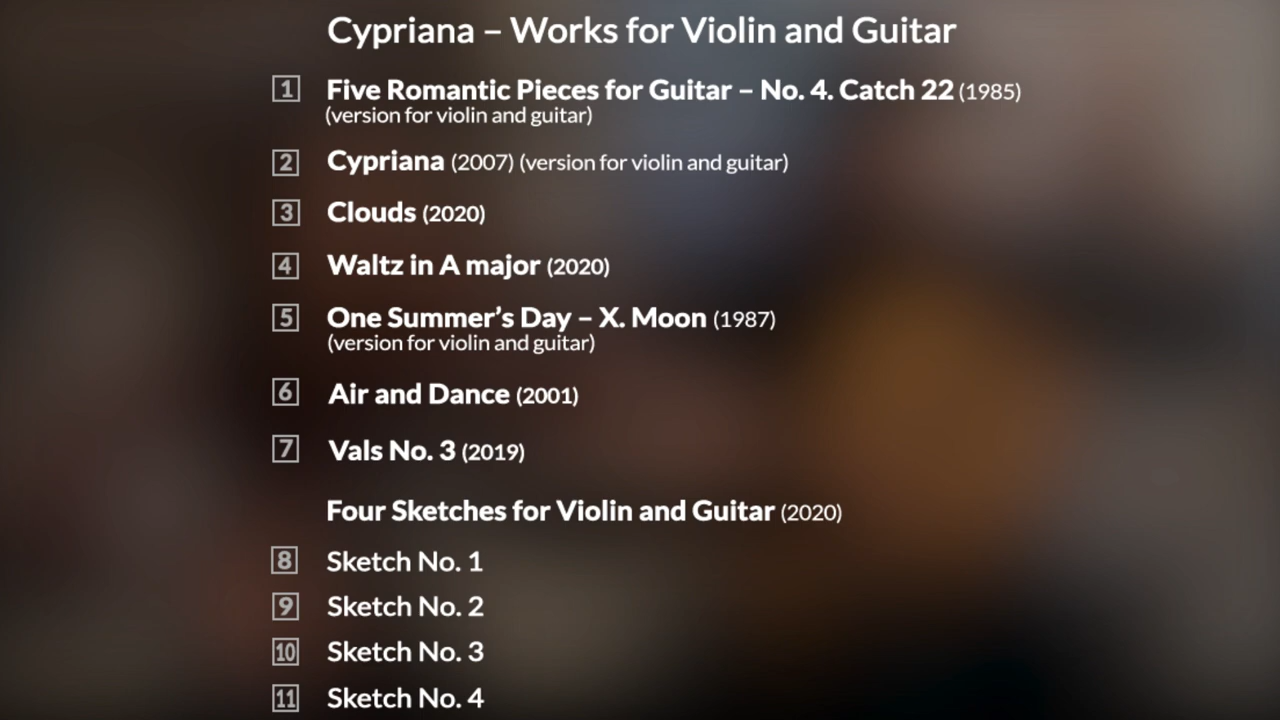 Cypriana – Works for Violin and Guitar
1 Five Romantic Pieces for Guitar – No. 4. Catch 22 (1985)
(version for violin and guitar)
2 Cypriana (2007) (version for violin and guitar)
3 Clouds (2020)
4 Waltz in A major (2020)
5 One Summer’s Day – X. Moon (1987)
(version for violin and guitar)
6 Air and Dance (2001)
7 Vals No. 3 (2019)
Four Sketches for Violin and Guitar (2020)
8 Sketch No. 1
9 Sketch No. 2
10 Sketch No. 3
11 Sketch No. 4